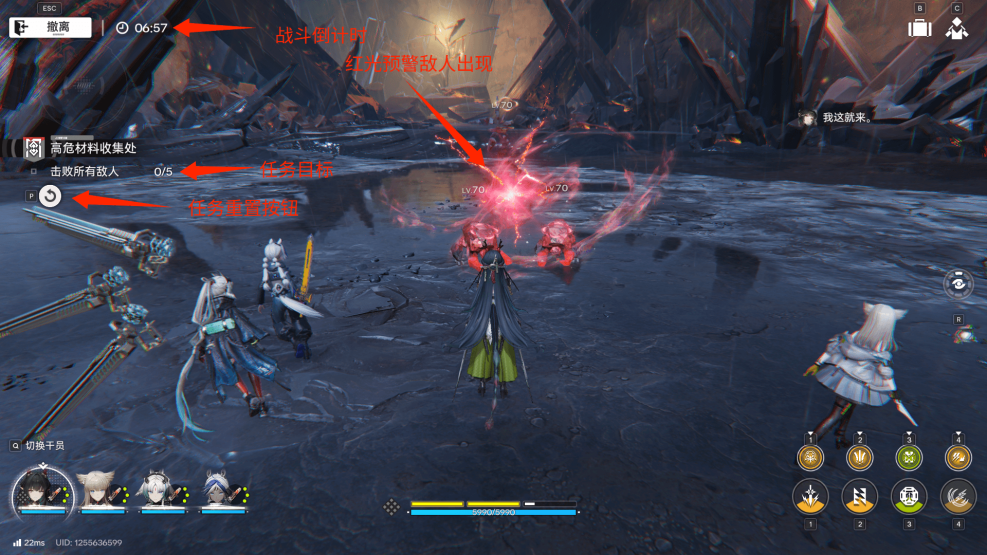 ESC
撤离
06:57
战斗倒计时
B
C
红光预警敌人出现
LV.70
我这就来。
高危材料收集处
击败所有敌人
0/5
任务目标
LV.70
LV.70
P
任务重置按钮
R
Q 切换干员
1 2 3 4
5990/5990
1 2 3 4
22ms UID: 1255636599